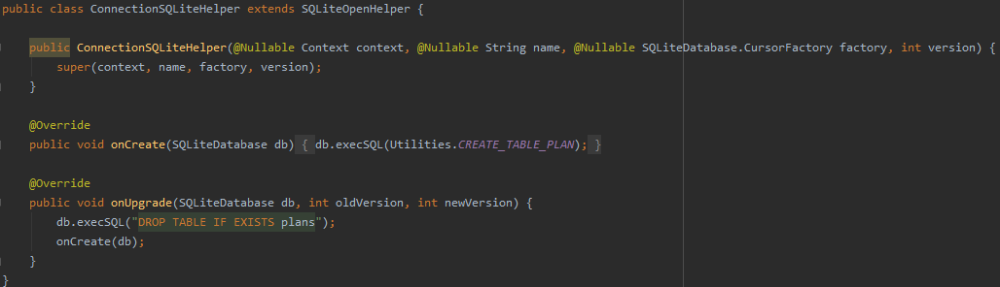 public class ConnectionSQLiteHelper extends SQLiteOpenHelper {
public ConnectionSQLiteHelper(@Nullable Context context, @Nullable String name, @Nullable SQLiteDatabase.CursorFactory factory, int version) {
super(context, name, factory, version);
}
@Override
public void onCreate(SQLiteDatabase db) { db.execSQL(Utilities.CREATE_TABLE_PLAN); }
@Override
public void onUpgrade(SQLiteDatabase db, int oldVersion, int newVersion) {
db.execSQL("DROP TABLE IF EXISTS plans");
onCreate(db);
}
}